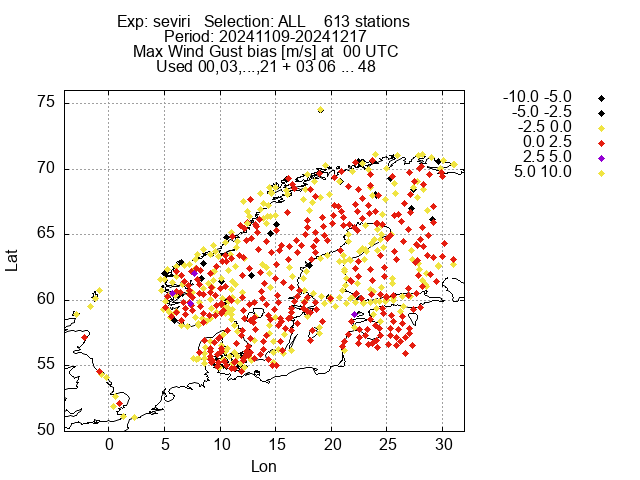 Exp: seviri   Selection: ALL    613 stations
Period: 20241109-20241217
Max Wind Gust bias [m/s] at  00 UTC
Used 00,03,...,21 + 03 06 ... 48
-10.0 -5.0
-5.0 -2.5
-2.5 0.0
0.0 2.5
2.5 5.0
5.0 10.0
75
70
65
60
55
50
Lat
0 5 10 15 20 25 30
Lon